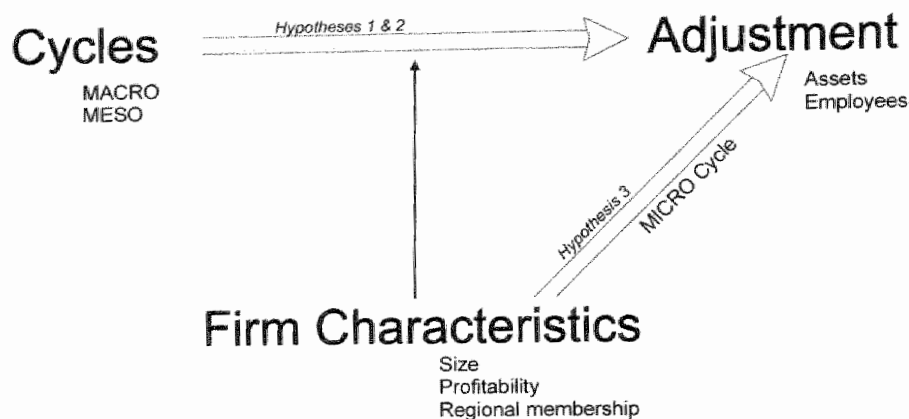 Hypotheses 1 & 2
Cycles
Adjustment
MACRO
MESO
Assets
Employees
Hypothesis 3
MICRO Cycle
Firm Characteristics
Size
Profitability
Regional membership